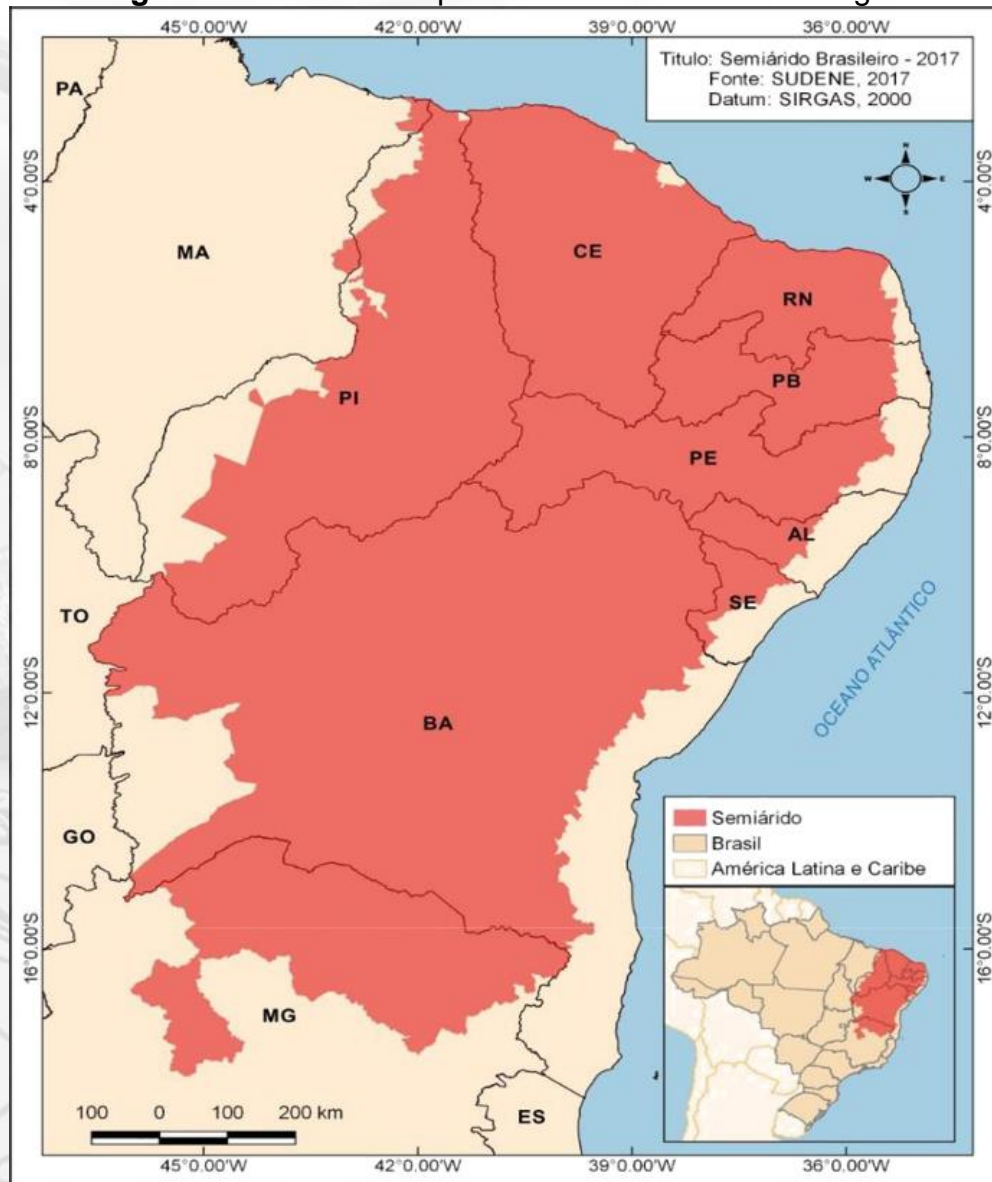 45°0.00'W 42°0.00'W 39°0.00'W 36°0.00'W
Titulo: Semiárido Brasileiro - 2017
Fonte: SUDENE, 2017
Datum: SIRGAS, 2000
PA
4°0.00'S
4°0.00'S
N
W E
S
MA
CE
RN
PI
PB
8°0.00'S
8°0.00'S
PE
AL
TO
SE
OCEANO ATLÂNTICO
12°0.00'S
12°0.00'S
BA
GO
Semiárido
Brasil
América Latina e Caribe
16°0.00'S
16°0.00'S
MG
ES
100 0 100 200 km
45°0.00'W 42°0.00'W 39°0.00'W 36°0.00'W